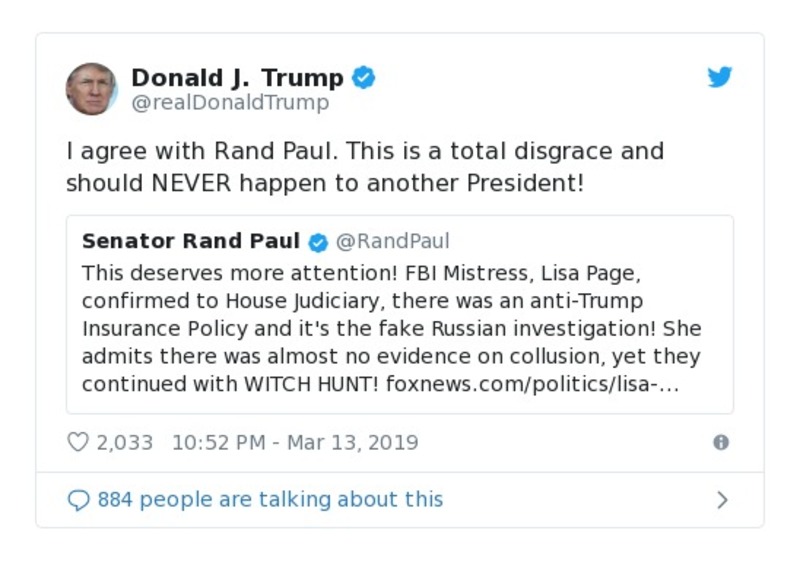 Donald J. Trump
@realDonaldTrump
I agree with Rand Paul. This is a total disgrace and
should NEVER happen to another President!
Senator Rand Paul @RandPaul
This deserves more attention! FBI Mistress, Lisa Page,
confirmed to House Judiciary, there was an anti-Trump
Insurance Policy and it's the fake Russian investigation! She
admits there was almost no evidence on collusion, yet they
continued with WITCH HUNT! foxnews.com/politics/lisa-…
2,033 10:52 PM - Mar 13, 2019
884 people are talking about this